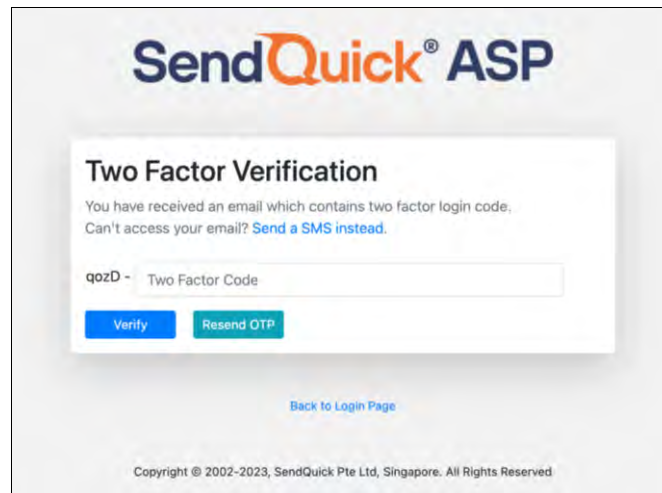 SendQuick® ASP
Two Factor Verification
You have received an email which contains two factor login code.
Can't access your email? Send a SMS instead.
qozD - Two Factor Code
Verify Resend OTP
Back to Login Page
Copyright © 2002-2023, SendQuick Pte Ltd, Singapore. All Rights Reserved